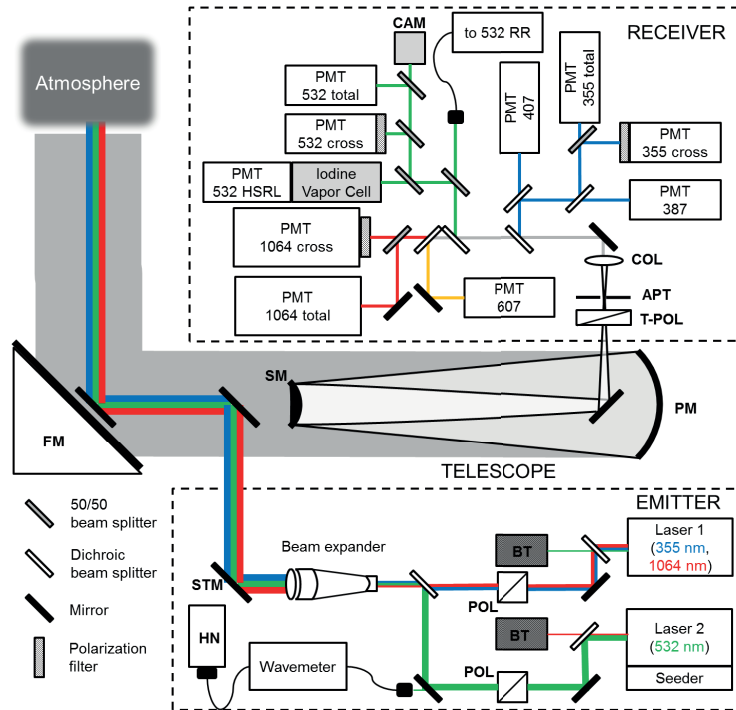 RECEIVER
CAM
to 532 RR
Atmosphere
PMT
532 total
PMT
407
PMT
355 total
PMT
532 cross
PMT
355 cross
PMT
532 HSRL
Iodine
Vapor Cell
PMT
387
PMT
1064 cross
COL
PMT
1064 total
PMT
607
APT
T-POL
SM
PM
FM
TELESCOPE
EMITTER
50/50
beam splitter
Dichroic
beam splitter
Mirror
Polarization
filter
Beam expander
STM
BT
Laser 1
(355 nm,
1064 nm)
POL
HN
BT
Laser 2
(532 nm)
Wavemeter
POL
Seeder